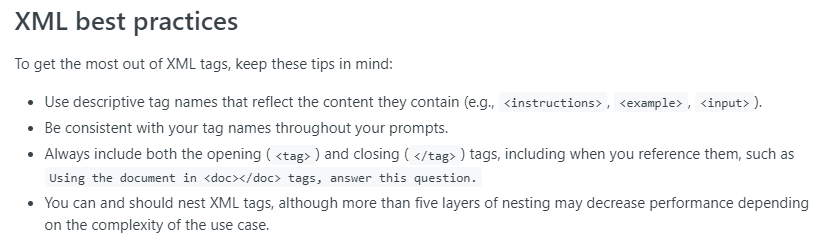 XML best practices
To get the most out of XML tags, keep these tips in mind:
• Use descriptive tag names that reflect the content they contain (e.g., <instructions>, <example>, <input>).
• Be consistent with your tag names throughout your prompts.
• Always include both the opening ( <tag> ) and closing ( </tag> ) tags, including when you reference them, such as
Using the document in <doc></doc> tags, answer this question.
• You can and should nest XML tags, although more than five layers of nesting may decrease performance depending
on the complexity of the use case.